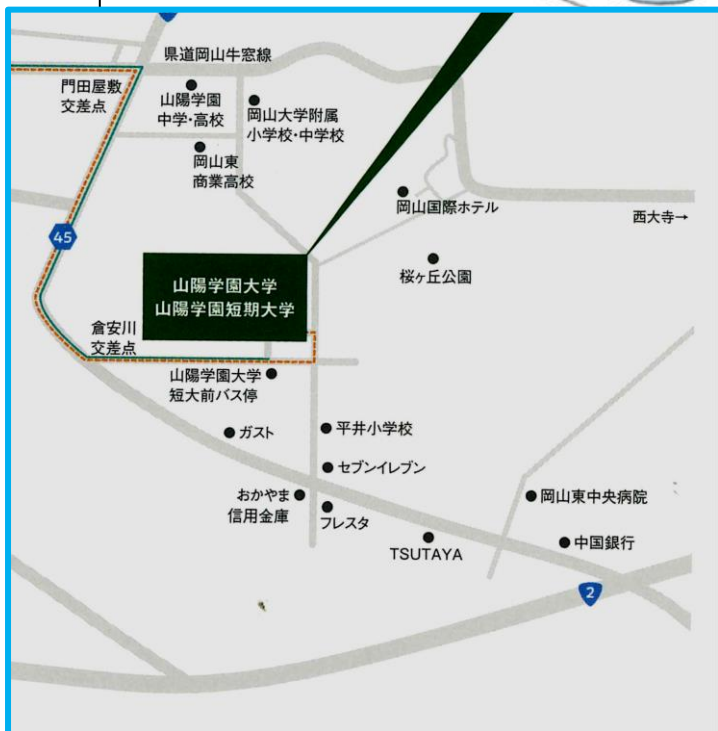 県道岡山牛窓線
門田屋敷
交差点
山陽学園
中学・高校
岡山大学附属
小学校・中学校
岡山東
商業高校
岡山国際ホテル
西大寺→
45
桜ヶ丘公園
山陽学園大学
山陽学園短期大学
倉安川
交差点
山陽学園大学
短大前バス停
ガスト
平井小学校
セブンイレブン
おかやま
信用金庫
フレスタ
岡山東中央病院
TSUTAYA
中国銀行
2